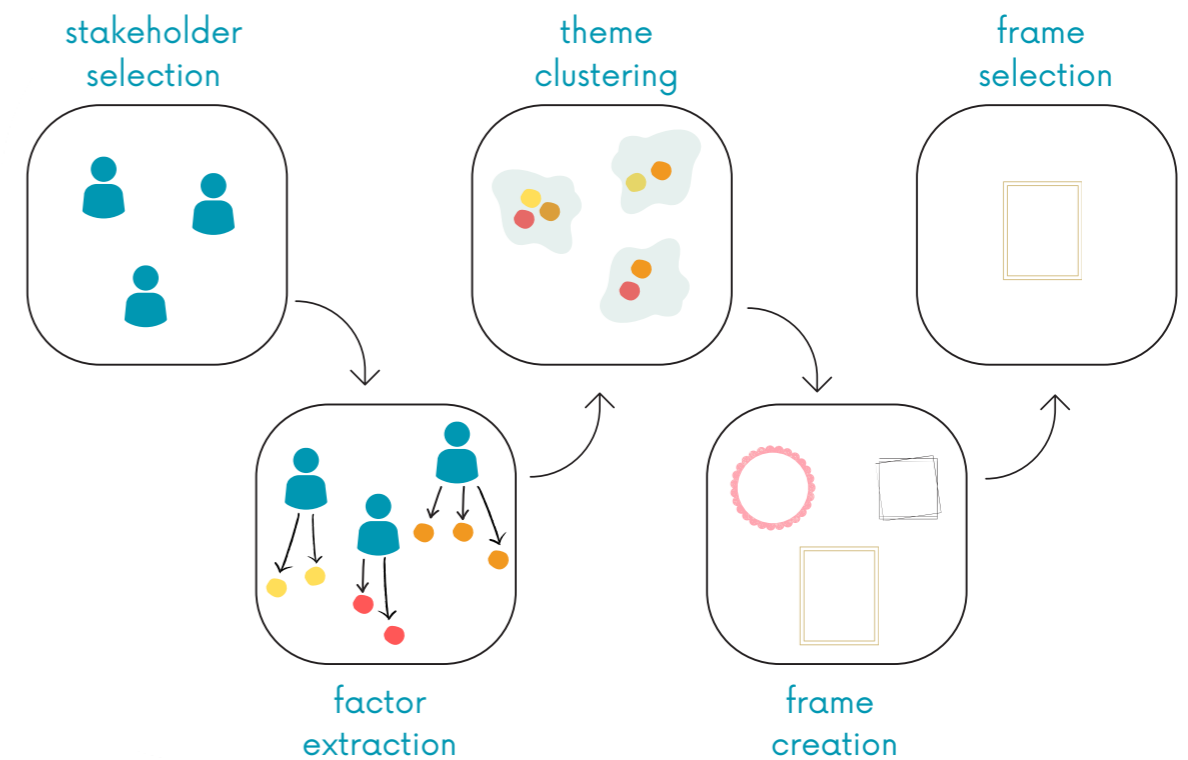 stakeholder
selection
factor
extraction
theme
clustering
frame
creation
frame
selection